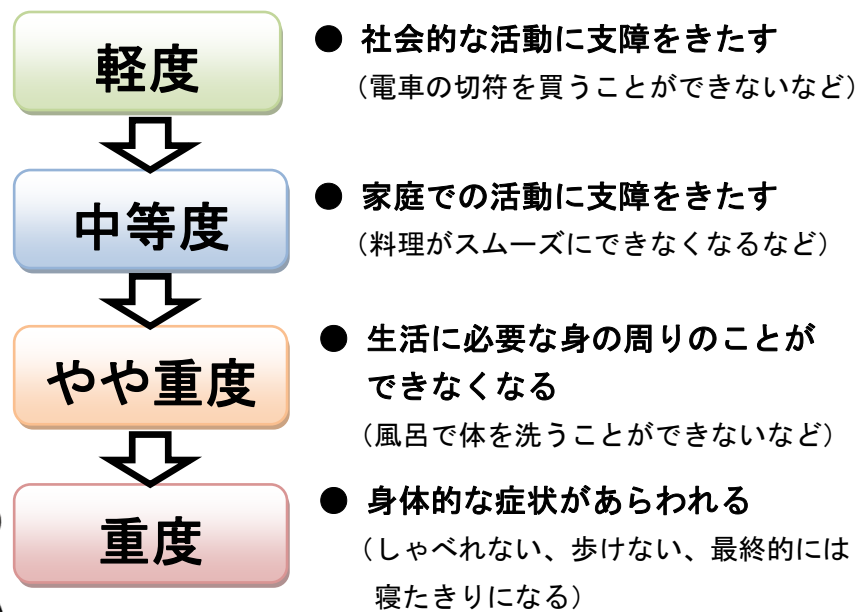 軽度
● 社会的な活動に支障をきたす
（電車の切符を買うことができないなど）
中等度
● 家庭での活動に支障をきたす
（料理がスムーズにできなくなるなど）
やや重度
● 生活に必要な身の周りのことが
できなくなる
（風呂で体を洗うことができないなど）
重度
● 身体的な症状があらわれる
（しゃべれない、歩けない、最終的には
寝たきりになる）